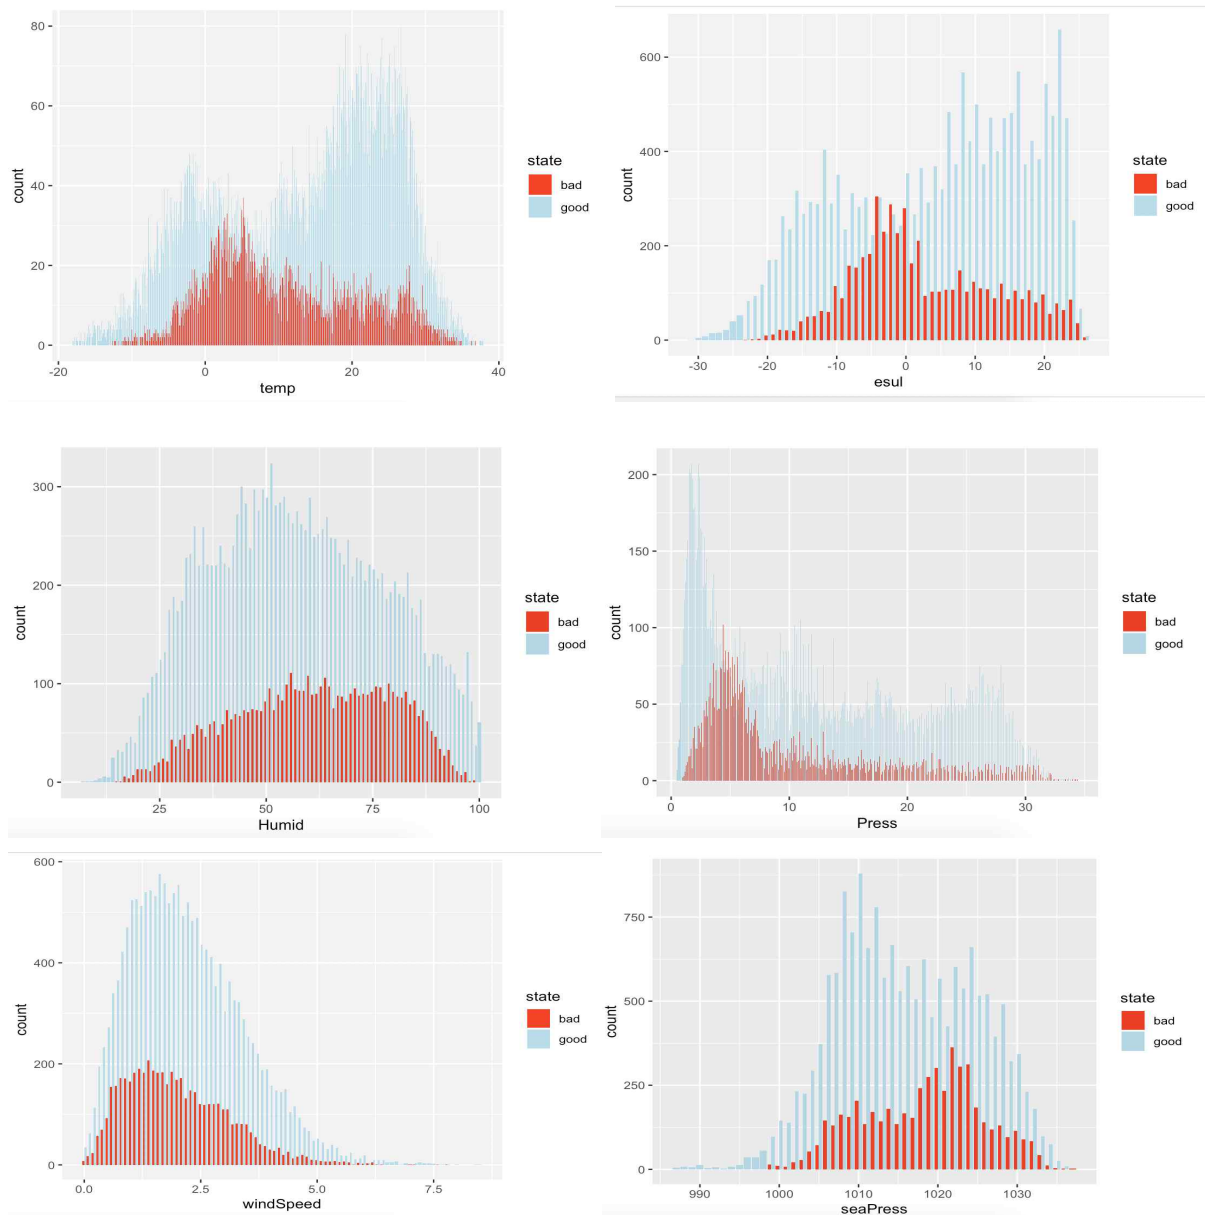 80
60
40
20
0
count
-20 0 20 40
temp
state
bad
good
600
400
200
0
count
-30 -20 -10 0 10 20
esul
state
bad
good
300
200
100
0
count
25 50 75 100
Humid
state
bad
good
200
150
100
50
0
count
0 10 20 30
Press
state
bad
good
600
400
200
0
count
0.0 2.5 5.0 7.5
windSpeed
state
bad
good
750
500
250
0
count
990 1000 1010 1020 1030
seaPress
state
bad
good